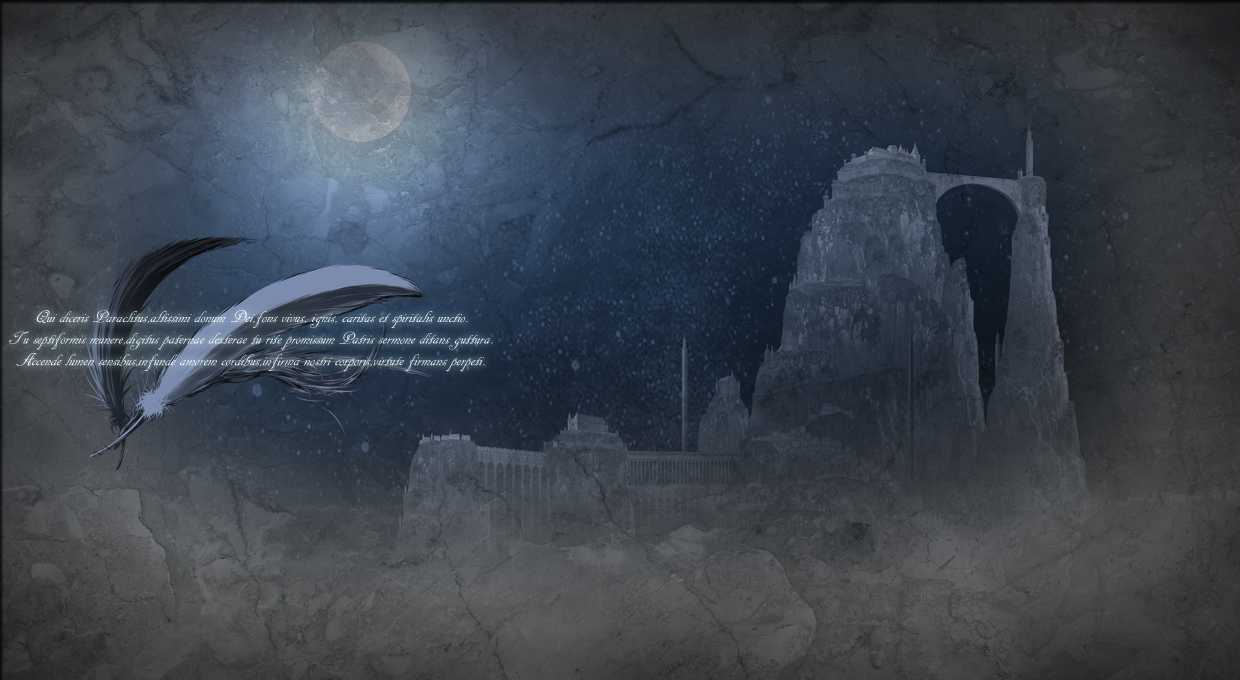 Qui diceris Paraclitus,altissimi donum Dei,fons vivus, ignis, caritas et spiritalis unctio.
Tu septiformis munere,digitus paternae dexterae tu rite promissum Patris sermone ditans guttura.
Accende lumen sensibus,infunde amorem cordibus,infirma nostri corporis,virtute firmans perpeti.